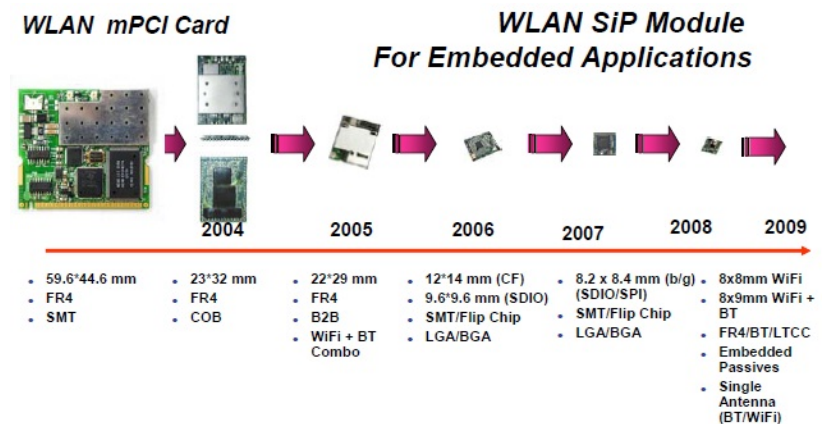 WLAN mPCI Card
WLAN SiP Module
For Embedded Applications
2004
2005
2006
2007
2008
2009
• 59.6*44.6 mm
• FR4
• SMT
• 23*32 mm
• FR4
• COB
• 22*29 mm
• FR4
• B2B
• WiFi + BT
Combo
• 12*14 mm (CF)
• 9.6*9.6 mm (SDIO)
• SMT/Flip Chip
• LGA/BGA
• 8.2 x 8.4 mm (b/g)
(SDIO/SPI)
• SMT/Flip Chip
• LGA/BGA
• 8x8mm WiFi
• 8x9mm WiFi +
BT
• FR4/BT/LTCC
• Embedded
Passives
• Single
Antenna
(BT/WiFi)